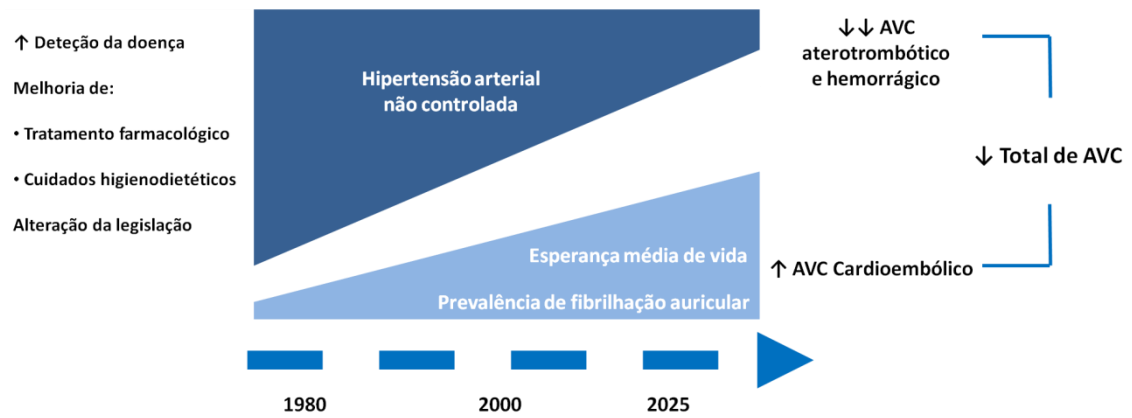 ↑ Deteção da doença
Melhoria de:
• Tratamento farmacológico
• Cuidados higienodietéticos
Alteração da legislação
Hipertensão arterial
não controlada
Esperança média de vida
Prevalência de fibrilhação auricular
↓↓ AVC
aterotrombótico
e hemorrágico
↓ Total de AVC
↑ AVC Cardioembólico
1980
2000
2025